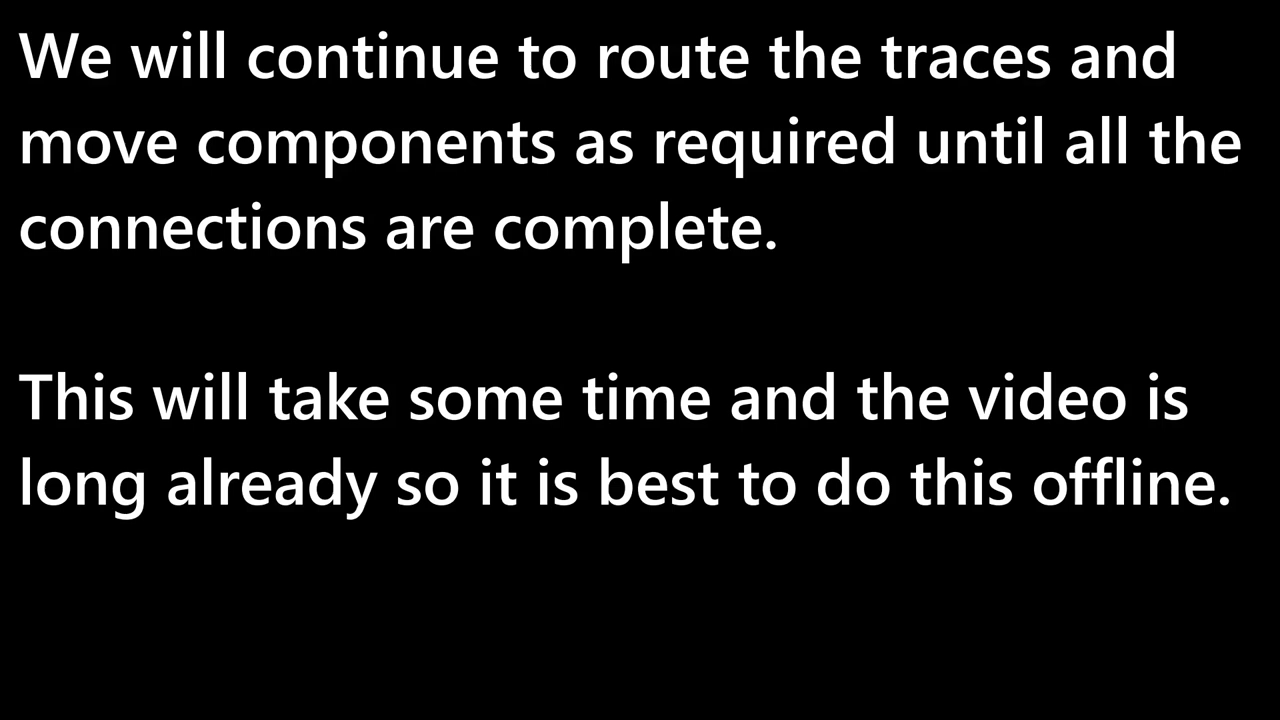 We will continue to route the traces and
move components as required until all the
connections are complete.
This will take some time and the video is
long already so it is best to do this offline.